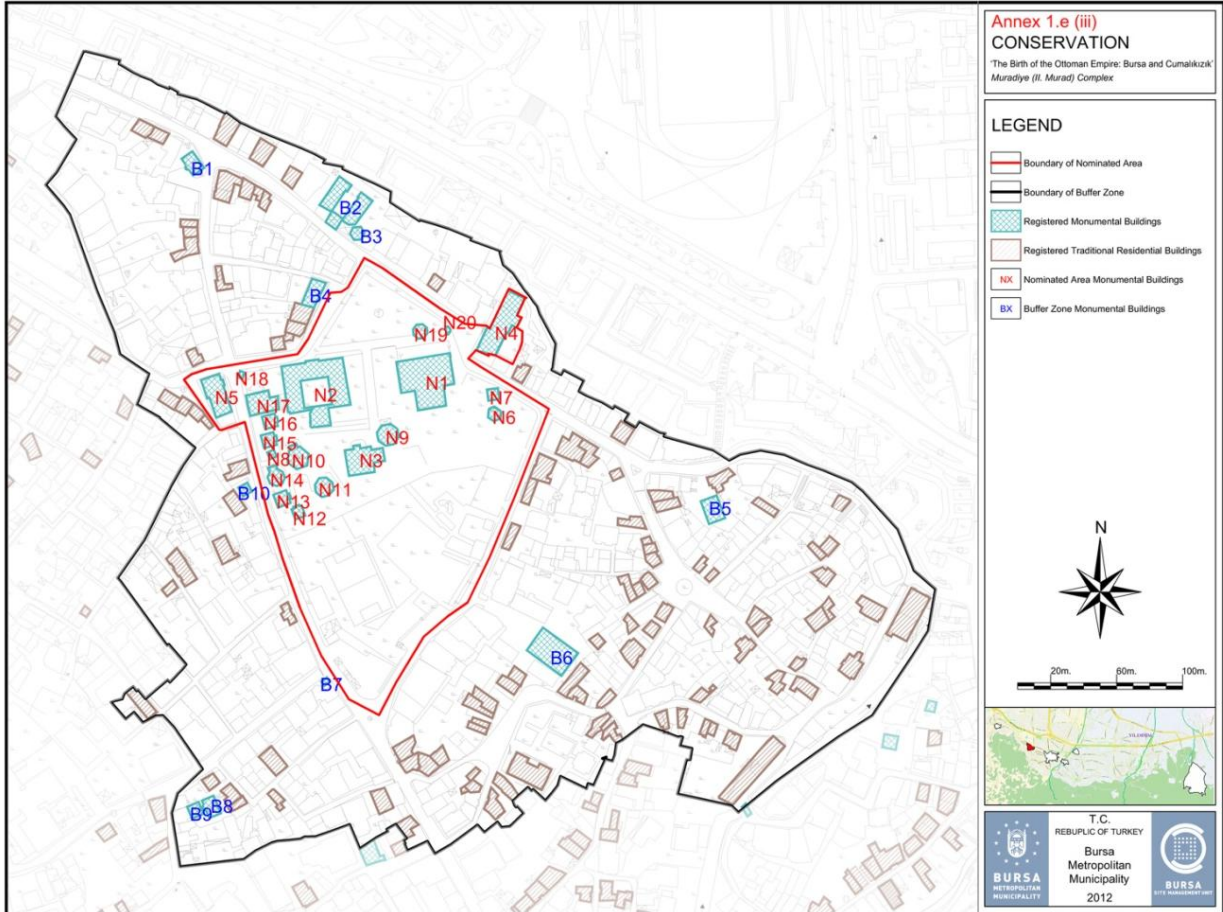 Annex 1.e (iii)
CONSERVATION
'The Birth of the Ottoman Empire: Bursa and Cumalıkızık'
Muradiye (II. Murad) Complex
LEGEND
Boundary of Nominated Area
Boundary of Buffer Zone
Registered Monumental Buildings
Registered Traditional Residential Buildings
NX Nominated Area Monumental Buildings
BX Buffer Zone Monumental Buildings
N
20m. 60m. 100m.
YILDIRIM
T.C.
REBUPLIC OF TURKEY
Bursa
Metropolitan
Municipality
2012
BURSA
METROPOLITAN
MUNICIPALITY
BURSA
SITE MANAGEMENT UNIT
B1
B2
B3
B4
N20
N19
N4
N18
N5
N2
N1
N7
N17
N6
N16
N15
N9
N8
N10
N3
N14
B10
N11
N13
N12
B5
B6
B7
B8
B9